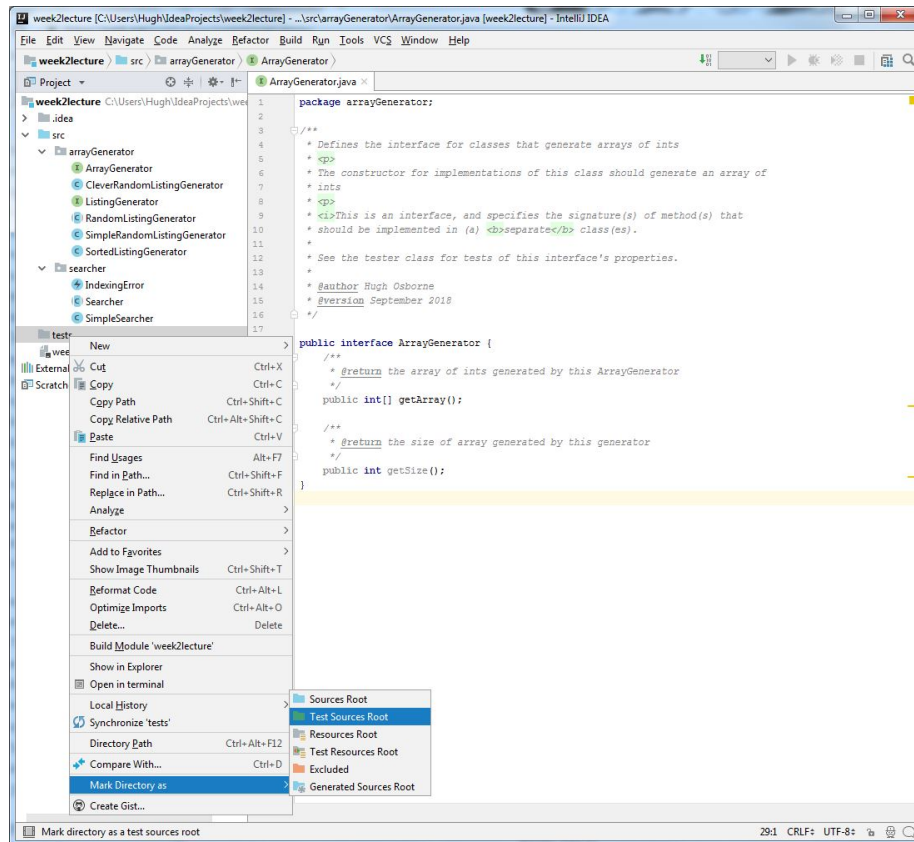 week2lecture [C:\Users\Hugh\IdeaProjects\week2lecture] - ...\src\arrayGenerator\ArrayGenerator.java [week2lecture] - IntelliJ IDEA
File Edit View Navigate Code Analyze Refactor Build Run Tools VCS Window Help
week2lecture src arrayGenerator ArrayGenerator
Project
ArrayGenerator.java
week2lecture C:\Users\Hugh\IdeaProjects\wee
.idea
src
arrayGenerator
ArrayGenerator
CleverRandomListingGenerator
ListingGenerator
RandomListingGenerator
SimpleRandomListingGenerator
SortedListingGenerator
searcher
IndexingError
Searcher
SimpleSearcher
tests
wee
External
Scratch
1 package arrayGenerator;
2
3 /**
4 * Defines the interface for classes that generate arrays of ints
5 * <p>
6 * The constructor for implementations of this class should generate an array of
7 * ints
8 * <p>
9 * <i>This is an interface, and specifies the signature(s) of method(s) that
10 * should be implemented in (a) <b>separate</b> class(es).
11 *
12 * See the tester class for tests of this interface's properties.
13 *
14 * @author Hugh Osborne
15 * @version September 2018
16 */
17
public interface ArrayGenerator {
/**
* @return the array of ints generated by this ArrayGenerator
*/
public int[] getArray();
/**
* @return the size of array generated by this generator
*/
public int getSize();
}
New
Cut Ctrl+X
Copy Ctrl+C
Copy Path Ctrl+Shift+C
Copy Relative Path Ctrl+Alt+Shift+C
Paste Ctrl+V
Find Usages Alt+F7
Find in Path... Ctrl+Shift+F
Replace in Path... Ctrl+Shift+R
Analyze
Refactor
Add to Favorites
Show Image Thumbnails Ctrl+Shift+T
Reformat Code Ctrl+Alt+L
Optimize Imports Ctrl+Alt+O
Delete... Delete
Build Module 'week2lecture'
Show in Explorer
Open in terminal
Local History
Synchronize 'tests'
Directory Path Ctrl+Alt+F12
Compare With... Ctrl+D
Mark Directory as
Create Gist...
Sources Root
Test Sources Root
Resources Root
Test Resources Root
Excluded
Generated Sources Root
Mark directory as a test sources root
29:1 CRLF÷ UTF-8÷